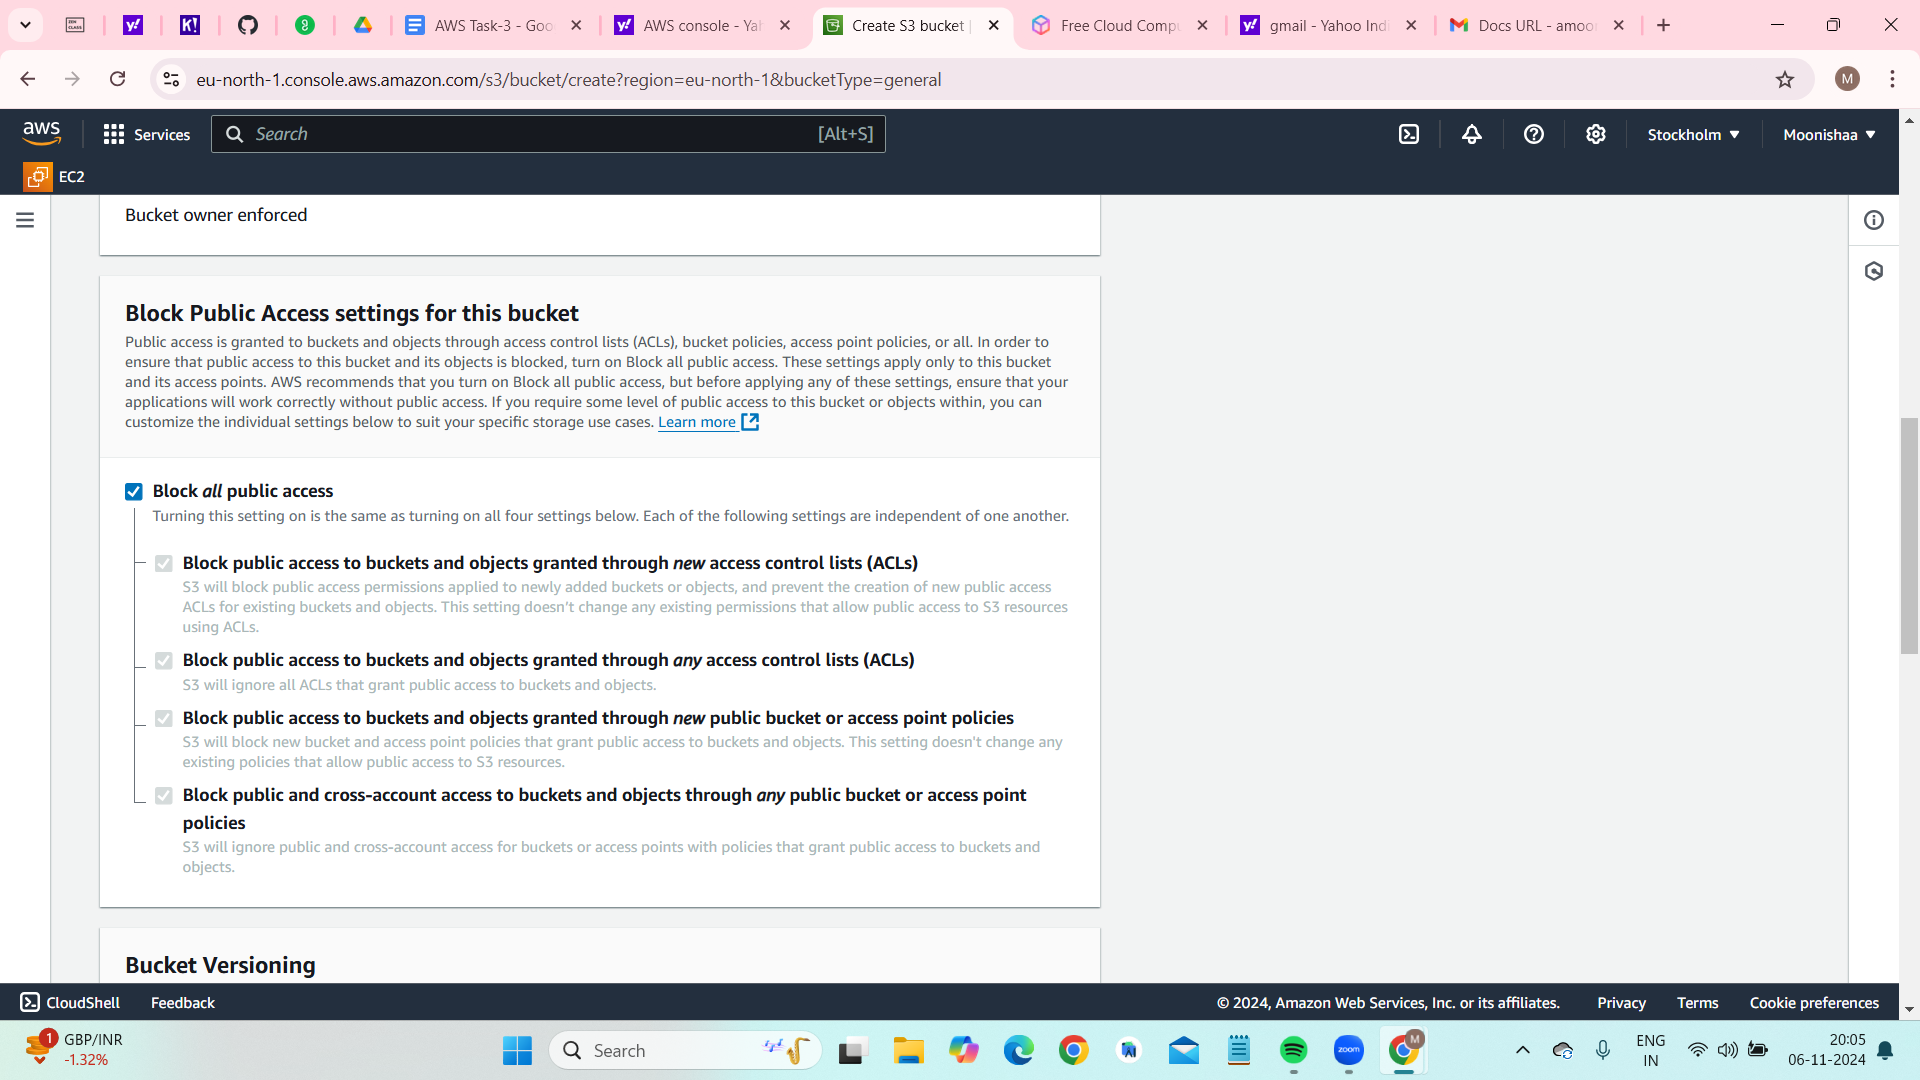 AWS Task-3 - Goo
AWS console - Yah
Create S3 bucket |
Free Cloud Compu
gmail - Yahoo Indi
Docs URL - amoon
eu-north-1.console.aws.amazon.com/s3/bucket/create?region=eu-north-1&bucketType=general
M
aws
Services
Search
[Alt+S]
Stockholm
Moonishaa
EC2
Bucket owner enforced
Block Public Access settings for this bucket
Public access is granted to buckets and objects through access control lists (ACLs), bucket policies, access point policies, or all. In order to
ensure that public access to this bucket and its objects is blocked, turn on Block all public access. These settings apply only to this bucket
and its access points. AWS recommends that you turn on Block all public access, but before applying any of these settings, ensure that your
applications will work correctly without public access. If you require some level of public access to this bucket or objects within, you can
customize the individual settings below to suit your specific storage use cases. Learn more
Block all public access
Turning this setting on is the same as turning on all four settings below. Each of the following settings are independent of one another.
Block public access to buckets and objects granted through new access control lists (ACLs)
S3 will block public access permissions applied to newly added buckets or objects, and prevent the creation of new public access
ACLs for existing buckets and objects. This setting doesn't change any existing permissions that allow public access to S3 resources
using ACLs.
Block public access to buckets and objects granted through any access control lists (ACLs)
S3 will ignore all ACLs that grant public access to buckets and objects.
Block public access to buckets and objects granted through new public bucket or access point policies
S3 will block new bucket and access point policies that grant public access to buckets and objects. This setting doesn't change any
existing policies that allow public access to S3 resources.
Block public and cross-account access to buckets and objects through any public bucket or access point
policies
S3 will ignore public and cross-account access for buckets or access points with policies that grant public access to buckets and
objects.
Bucket Versioning
CloudShell
Feedback
© 2024, Amazon Web Services, Inc. or its affiliates.
Privacy
Terms
Cookie preferences
1
GBP/INR
-1.32%
Search
zoom
M
ENG
IN
20:05
06-11-2024